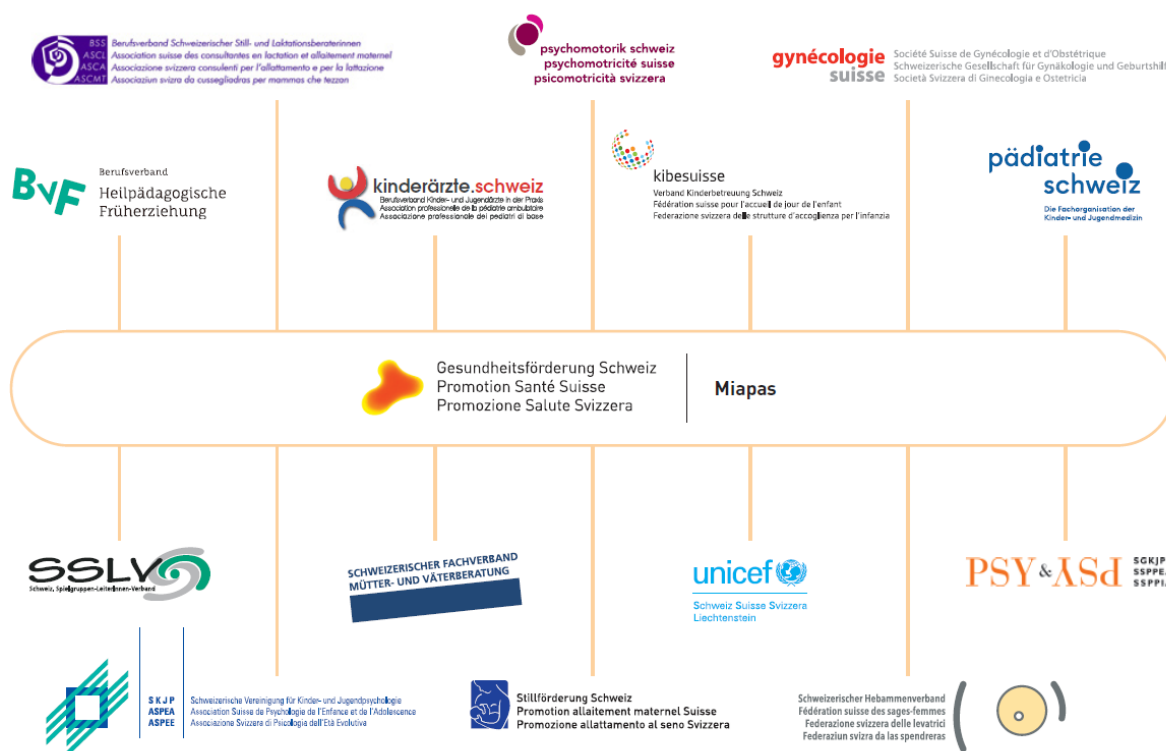 BSS Berufsverband Schweizerischer Still- und Laktationsberaterinnen
ASCL Association suisse des consultantes en lactation et allaitement maternel
ASCA Associazione svizzera consulenti per l'allattamento e per la lattazione
ASCMT Associaziun svizra da cussegliadras per mammas che tezzan
psychomotorik schweiz
psychomotricité suisse
psicomotricità svizzera
gynécologie
suisse
Société Suisse de Gynécologie et d'Obstétrique
Schweizerische Gesellschaft für Gynäkologie und Geburtshilf
Società Svizzera di Ginecologia e Ostetricia
BVF
Berufsverband
Heilpädagogische
Früherziehung
kinderärzte.schweiz
Berufsverband Kinder- und Jugendärzte in der Praxis
Association professionelle de la pédiatrie ambulatoire
Associazione professionale dei pediatri di base
kibesuisse
Verband Kinderbetreuung Schweiz
Fédération suisse pour l'accueil de jour de l'enfant
Federazione svizzera delle strutture d'accoglienza per l'infanzia
pädiatrie
schweiz
Die Fachorganisation der
Kinder- und Jugendmedizin
Gesundheitsförderung Schweiz
Promotion Santé Suisse
Promozione Salute Svizzera
Miapas
SSLV
Schweiz, Spielgruppen-LeiterInnen-Verband
SCHWEIZERISCHER FACHVERBAND
MÜTTER- UND VÄTERBERATUNG
unicef
Schweiz Suisse Svizzera
Liechtenstein
PSY & PSY
SGKJP
SSPPEA
SSPPIA
SKJP Schweizerische Vereinigung für Kinder- und Jugendpsychologie
ASPEA Association Suisse de Psychologie de l'Enfance et de l'Adolescence
ASPEE Associazione Svizzera di Psicologia dell'Età Evolutiva
Stillförderung Schweiz
Promotion allaitement maternel Suisse
Promozione allattamento al seno Svizzera
Schweizerischer Hebammenverband
Fédération suisse des sages-femmes
Federazione svizzera delle levatrici
Federaziun svizra da las spendreras